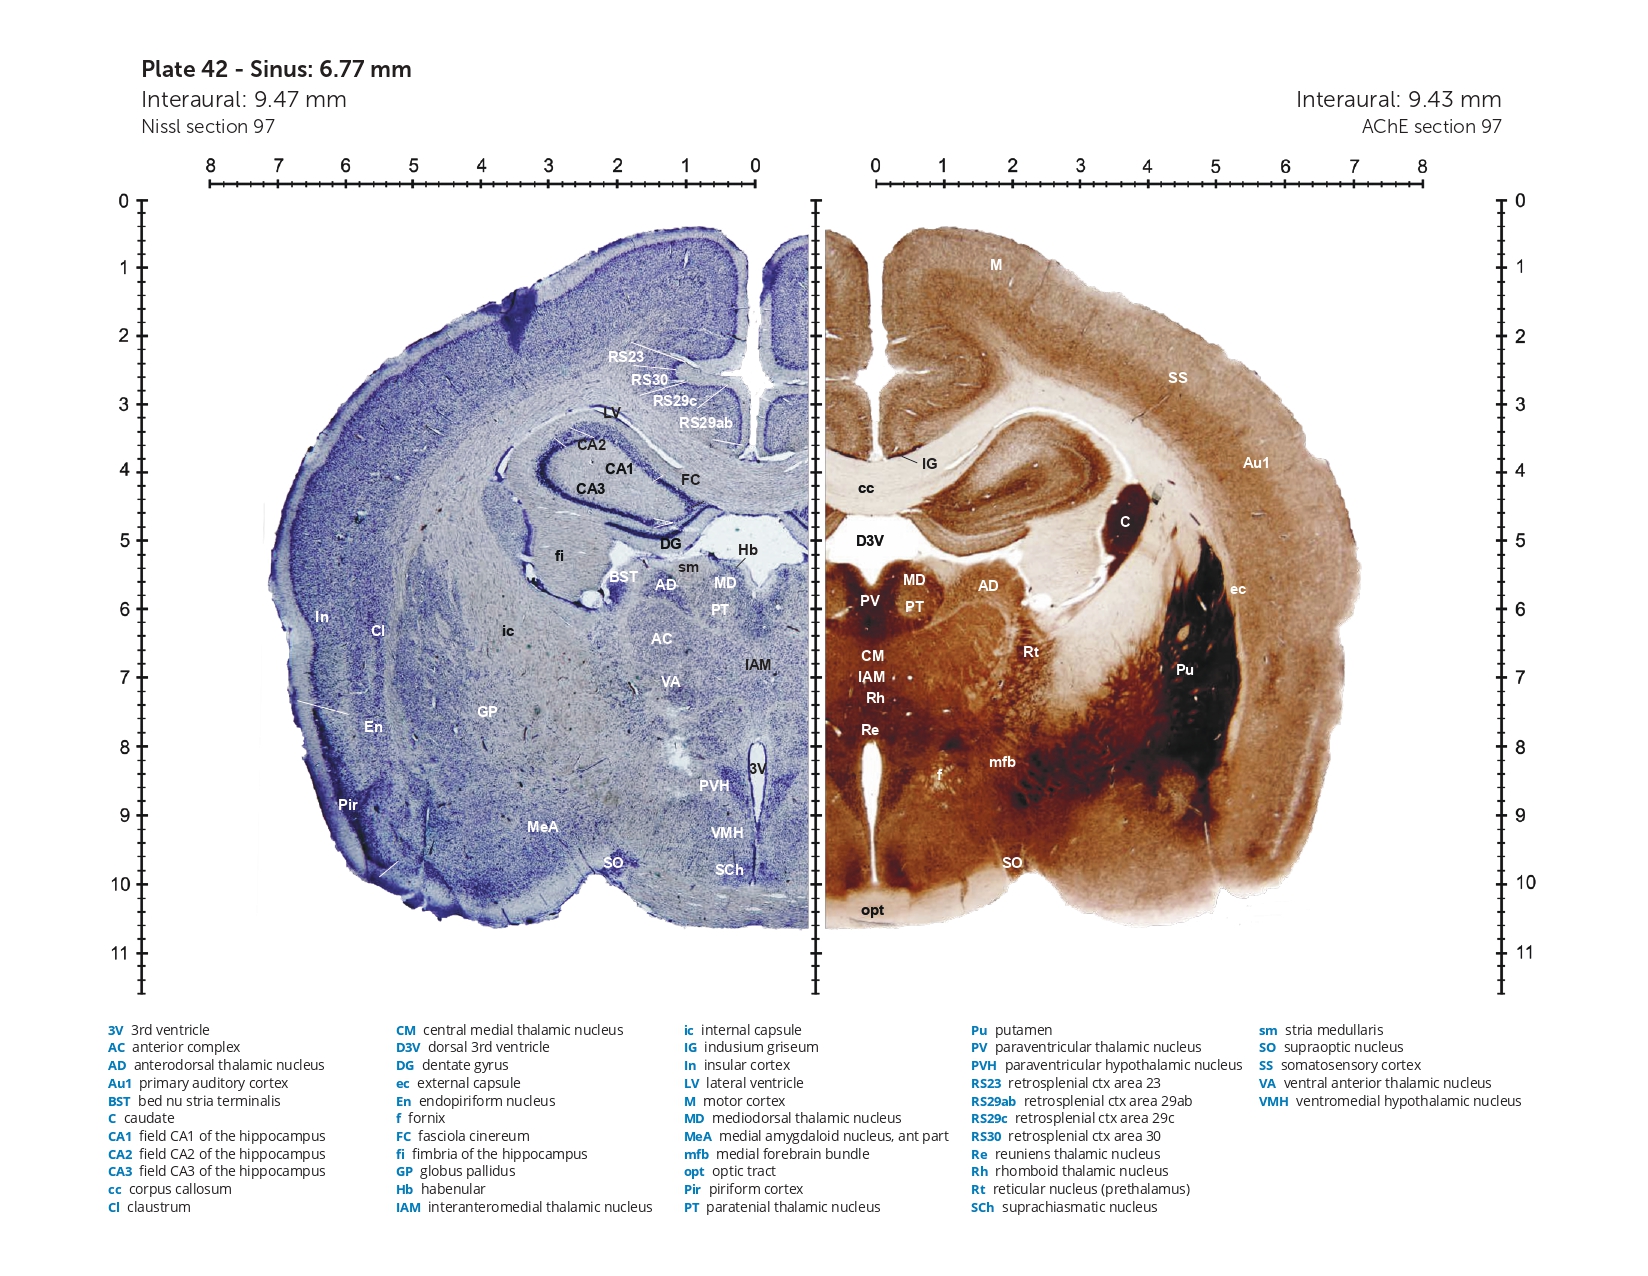 Plate 42 - Sinus: 6.77 mm
Interaural: 9.47 mm
Nissl section 97
Interaural: 9.43 mm
AChE section 97
8 7 6 5 4 3 2 1 0
0 1 2 3 4 5 6 7 8
0
1
2
3
4
5
6
7
8
9
10
11
RS23
RS30
RS29c
RS29ab
LV
CA2
CA1
CA3
FC
DG
Hb
fi
sm
BST
AD
MD
PT
In
Cl
ic
AC
IAM
VA
GP
En
3V
PVH
Pir
MeA
VMH
SO
SCh
M
SS
IG
Au1
cc
C
D3V
MD
AD
ec
PV
PT
CM
Rt
IAM
Pu
Rh
Re
mfb
f
SO
opt
0
1
2
3
4
5
6
7
8
9
10
11
3V 3rd ventricle
AC anterior complex
AD anterodorsal thalamic nucleus
Au1 primary auditory cortex
BST bed nu stria terminalis
C caudate
CA1 field CA1 of the hippocampus
CA2 field CA2 of the hippocampus
CA3 field CA3 of the hippocampus
cc corpus callosum
Cl claustrum
CM central medial thalamic nucleus
D3V dorsal 3rd ventricle
DG dentate gyrus
ec external capsule
En endopiriform nucleus
f fornix
FC fasciola cinereum
fi fimbria of the hippocampus
GP globus pallidus
Hb habenular
IAM interanteromedial thalamic nucleus
ic internal capsule
IG indusium griseum
In insular cortex
LV lateral ventricle
M motor cortex
MD mediodorsal thalamic nucleus
MeA medial amygdaloid nucleus, ant part
mfb medial forebrain bundle
opt optic tract
Pir piriform cortex
PT paratenial thalamic nucleus
Pu putamen
PV paraventricular thalamic nucleus
PVH paraventricular hypothalamic nucleus
RS23 retrosplenial ctx area 23
RS29ab retrosplenial ctx area 29ab
RS29c retrosplenial ctx area 29c
RS30 retrosplenial ctx area 30
Re reuniens thalamic nucleus
Rh rhomboid thalamic nucleus
Rt reticular nucleus (prethalamus)
SCh suprachiasmatic nucleus
sm stria medullaris
SO supraoptic nucleus
SS somatosensory cortex
VA ventral anterior thalamic nucleus
VMH ventromedial hypothalamic nucleus